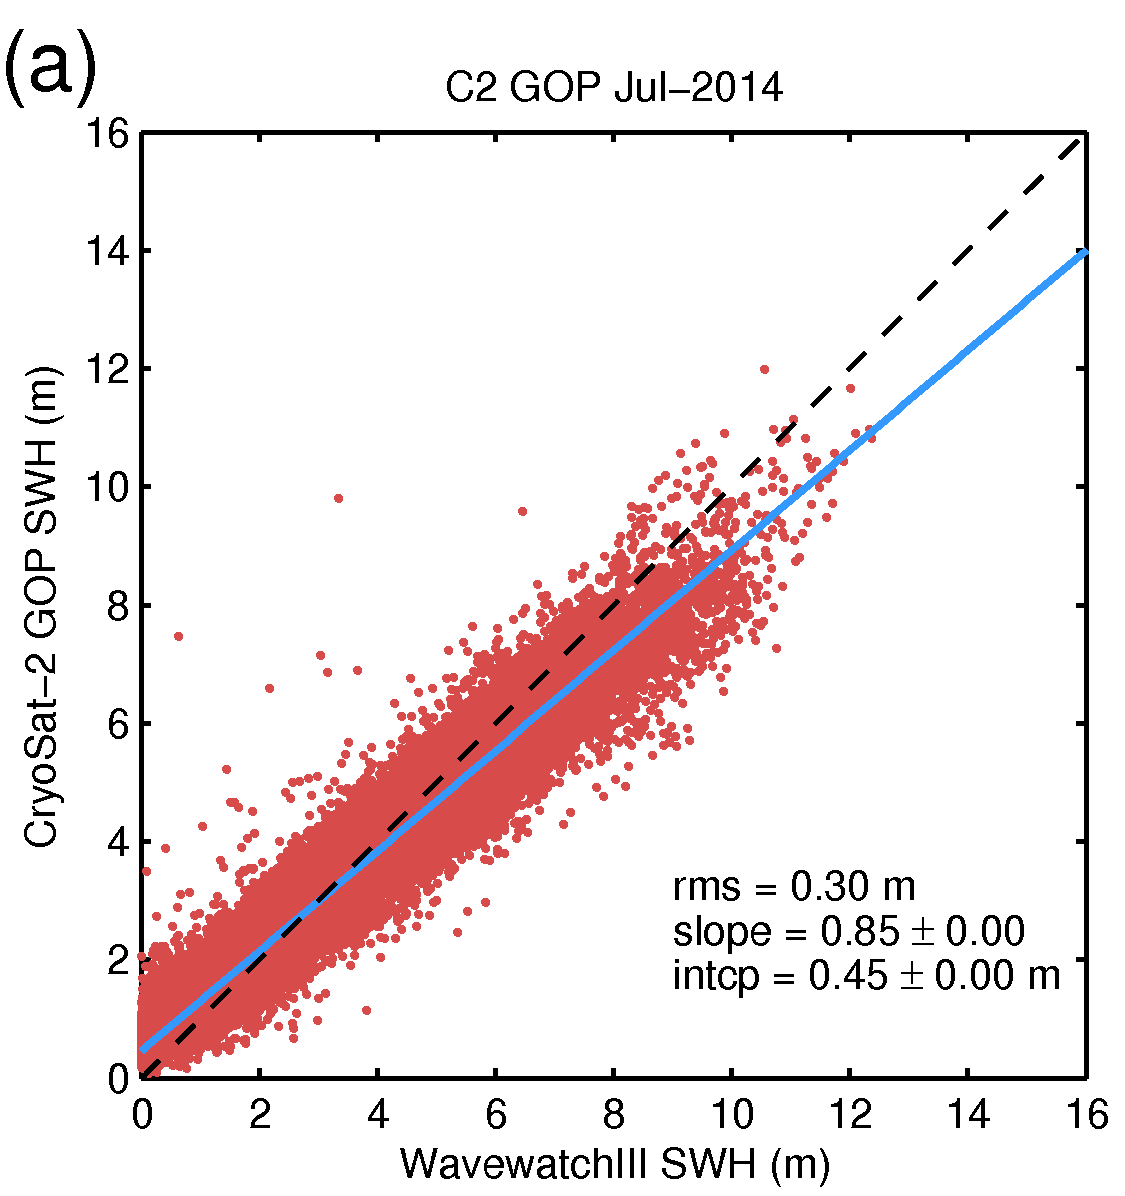 (a)
C2 GOP Jul−2014
16
14
12
10
8
6
4
2
0
CryoSat−2 GOP SWH (m)
rms = 0.30 m
slope = 0.85 ± 0.00
intcp = 0.45 ± 0.00 m
0 2 4 6 8 10 12 14 16
WavewatchIII SWH (m)